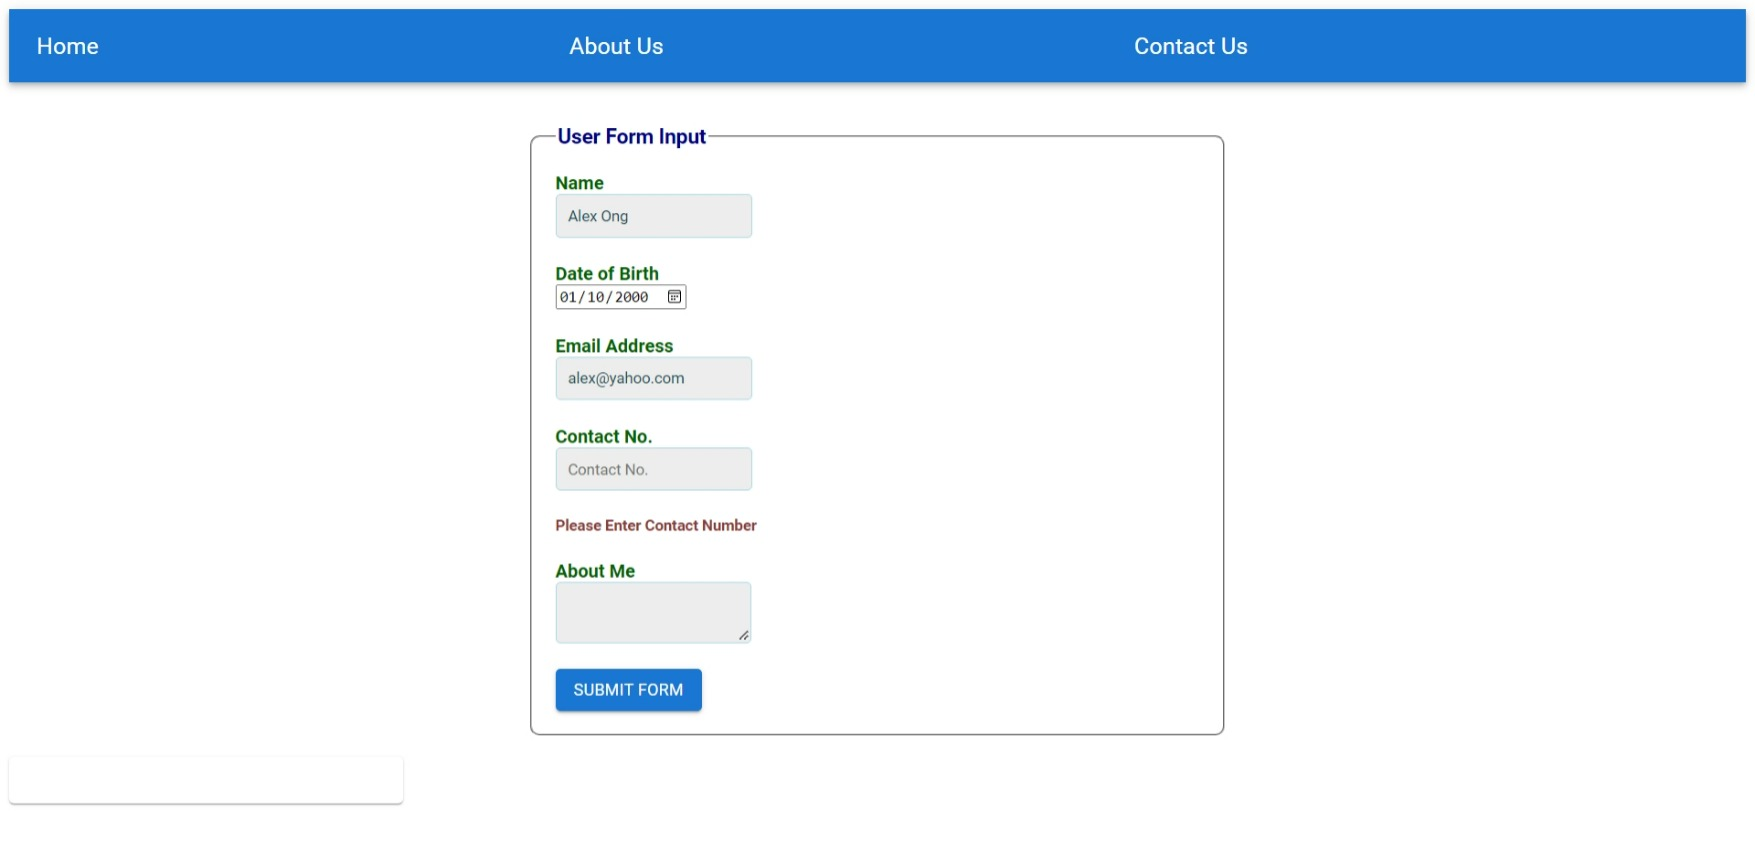 Home About Us Contact Us
User Form Input
Name
Alex Ong
Date of Birth
01/10/2000
Email Address
alex@yahoo.com
Contact No.
Contact No.
Please Enter Contact Number
About Me
SUBMIT FORM